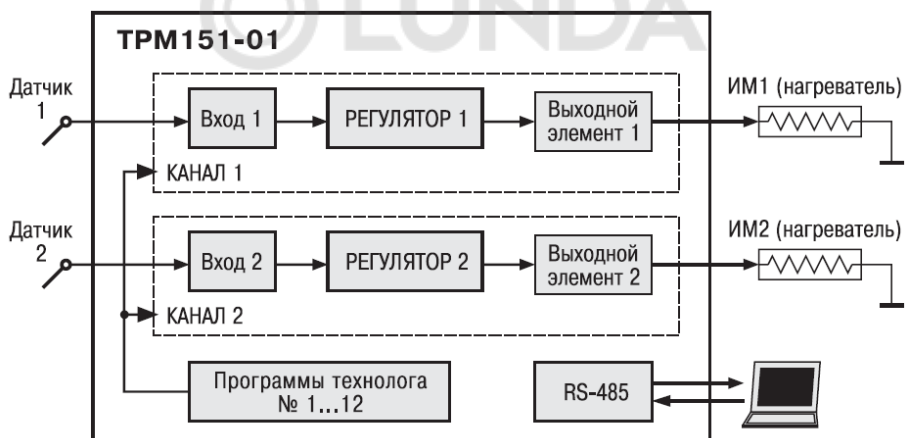 LUNDA
ТРМ151-01
Датчик
1
Вход 1
РЕГУЛЯТОР 1
Выходной
элемент 1
ИМ1 (нагреватель)
КАНАЛ 1
Датчик
2
Вход 2
РЕГУЛЯТОР 2
Выходной
элемент 2
ИМ2 (нагреватель)
КАНАЛ 2
Программы технолога
№ 1...12
RS-485